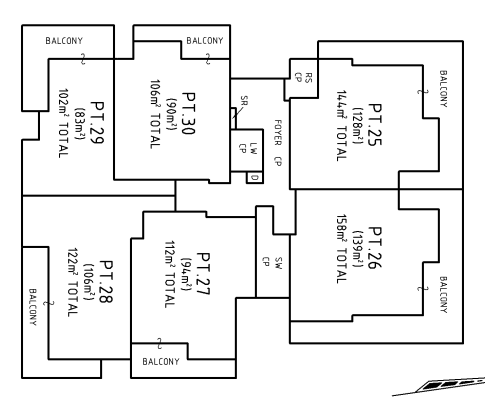 BALCONY
PT.29
(83m²)
102m² TOTAL
BALCONY
PT.30
(90m²)
106m² TOTAL
SR
LW
CP
D
FOYER CP
RS
CP
PT.25
(128m²)
144m² TOTAL
BALCONY
PT.28
(106m²)
122m² TOTAL
BALCONY
PT.27
(94m²)
112m² TOTAL
BALCONY
SW
CP
PT.26
(139m²)
158m² TOTAL
BALCONY